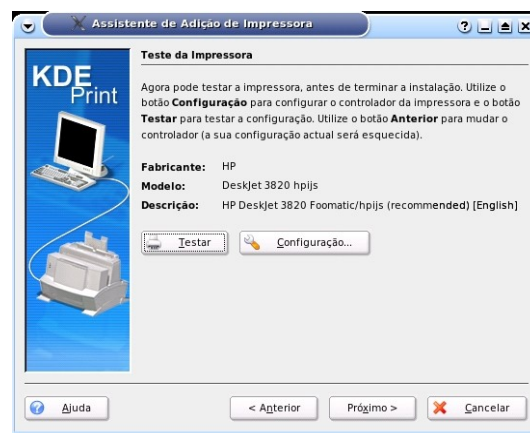 Assistente de Adição de Impressora
KDE
Print
Teste da Impressora
Agora pode testar a impressora, antes de terminar a instalação. Utilize o
botão Configuração para configurar o controlador da impressora e o botão
Testar para testar a configuração. Utilize o botão Anterior para mudar o
controlador (a sua configuração actual será esquecida).
Fabricante: HP
Modelo: DeskJet 3820 hpijs
Descrição: HP DeskJet 3820 Foomatic/hpijs (recommended) [English]
Testar
Configuração...
Ajuda
< Anterior
Próximo >
Cancelar